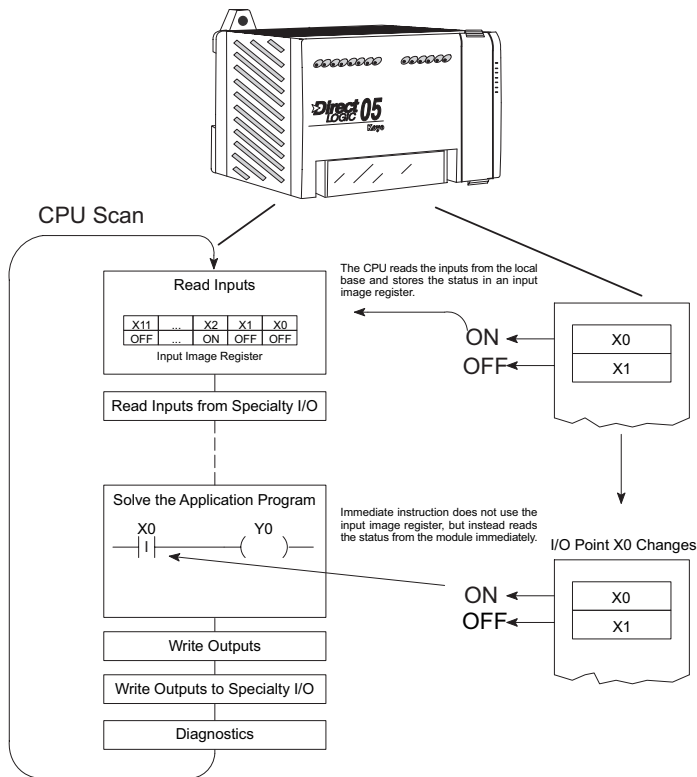 Direct
LOGIC 05
Koyo
CPU Scan
Read Inputs
X11 ... X2 X1 X0
OFF ... ON OFF OFF
Input Image Register
The CPU reads the inputs from the local
base and stores the status in an input
image register.
ON
OFF
X0
X1
Read Inputs from Specialty I/O
Solve the Application Program
X0
Y0
I
Immediate instruction does not use the
input image register, but instead reads
the status from the module immediately.
I/O Point X0 Changes
ON
OFF
X0
X1
Write Outputs
Write Outputs to Specialty I/O
Diagnostics